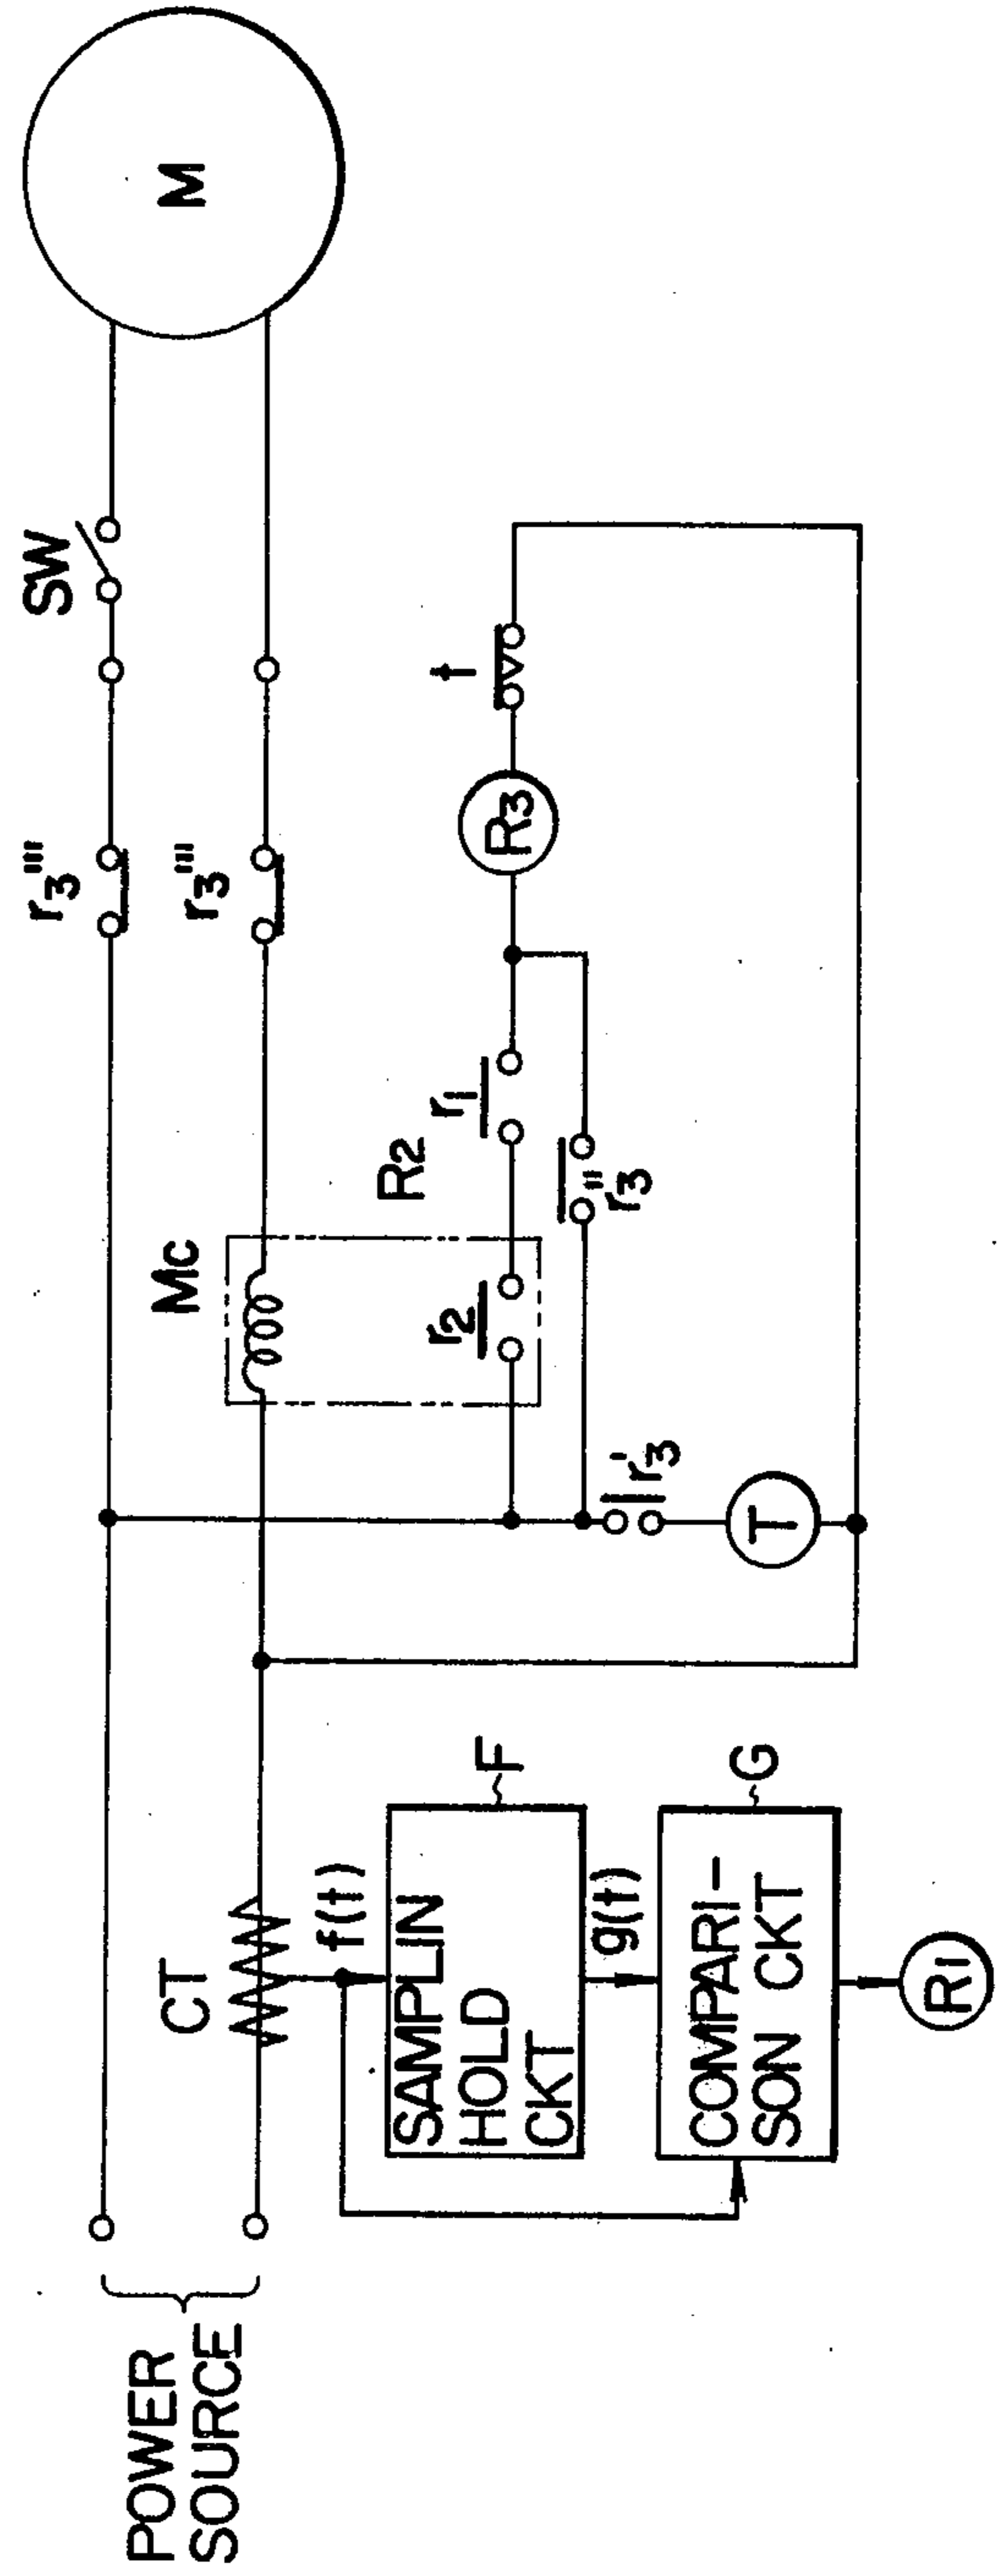 POWER
SOURCE
CT
f(t)
SAMPLIN
HOLD
CKT
F
g(t)
COMPARI-
SON CKT
G
R1
Mc
R2
r2
r1
r3'
r3"
T
R3
t
r3'''
r3'''
SW
M